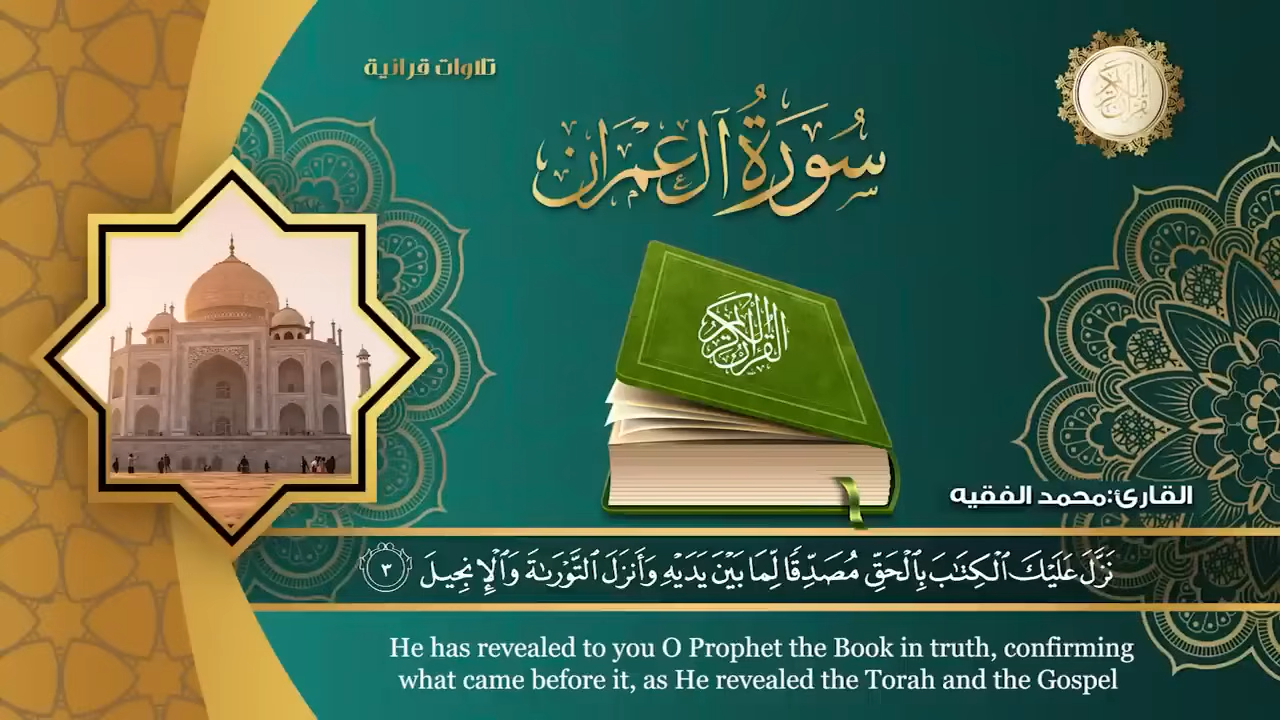 تلاوات قرانية
سُورَةُ آل عِمْرَان
القرآن الكريم
القرآن الكريم
القارئ:محمد الفقيه
نَزَّلَ عَلَيْكَ ٱلْكِتَٰبَ بِٱلْحَقِّ مُصَدِّقًا لِّمَا بَيْنَ يَدَيْهِ وَأَنزَلَ ٱلتَّوْرَىٰةَ وَٱلْإِنجِيلَ ٣
He has revealed to you O Prophet the Book in truth, confirming
what came before it, as He revealed the Torah and the Gospel